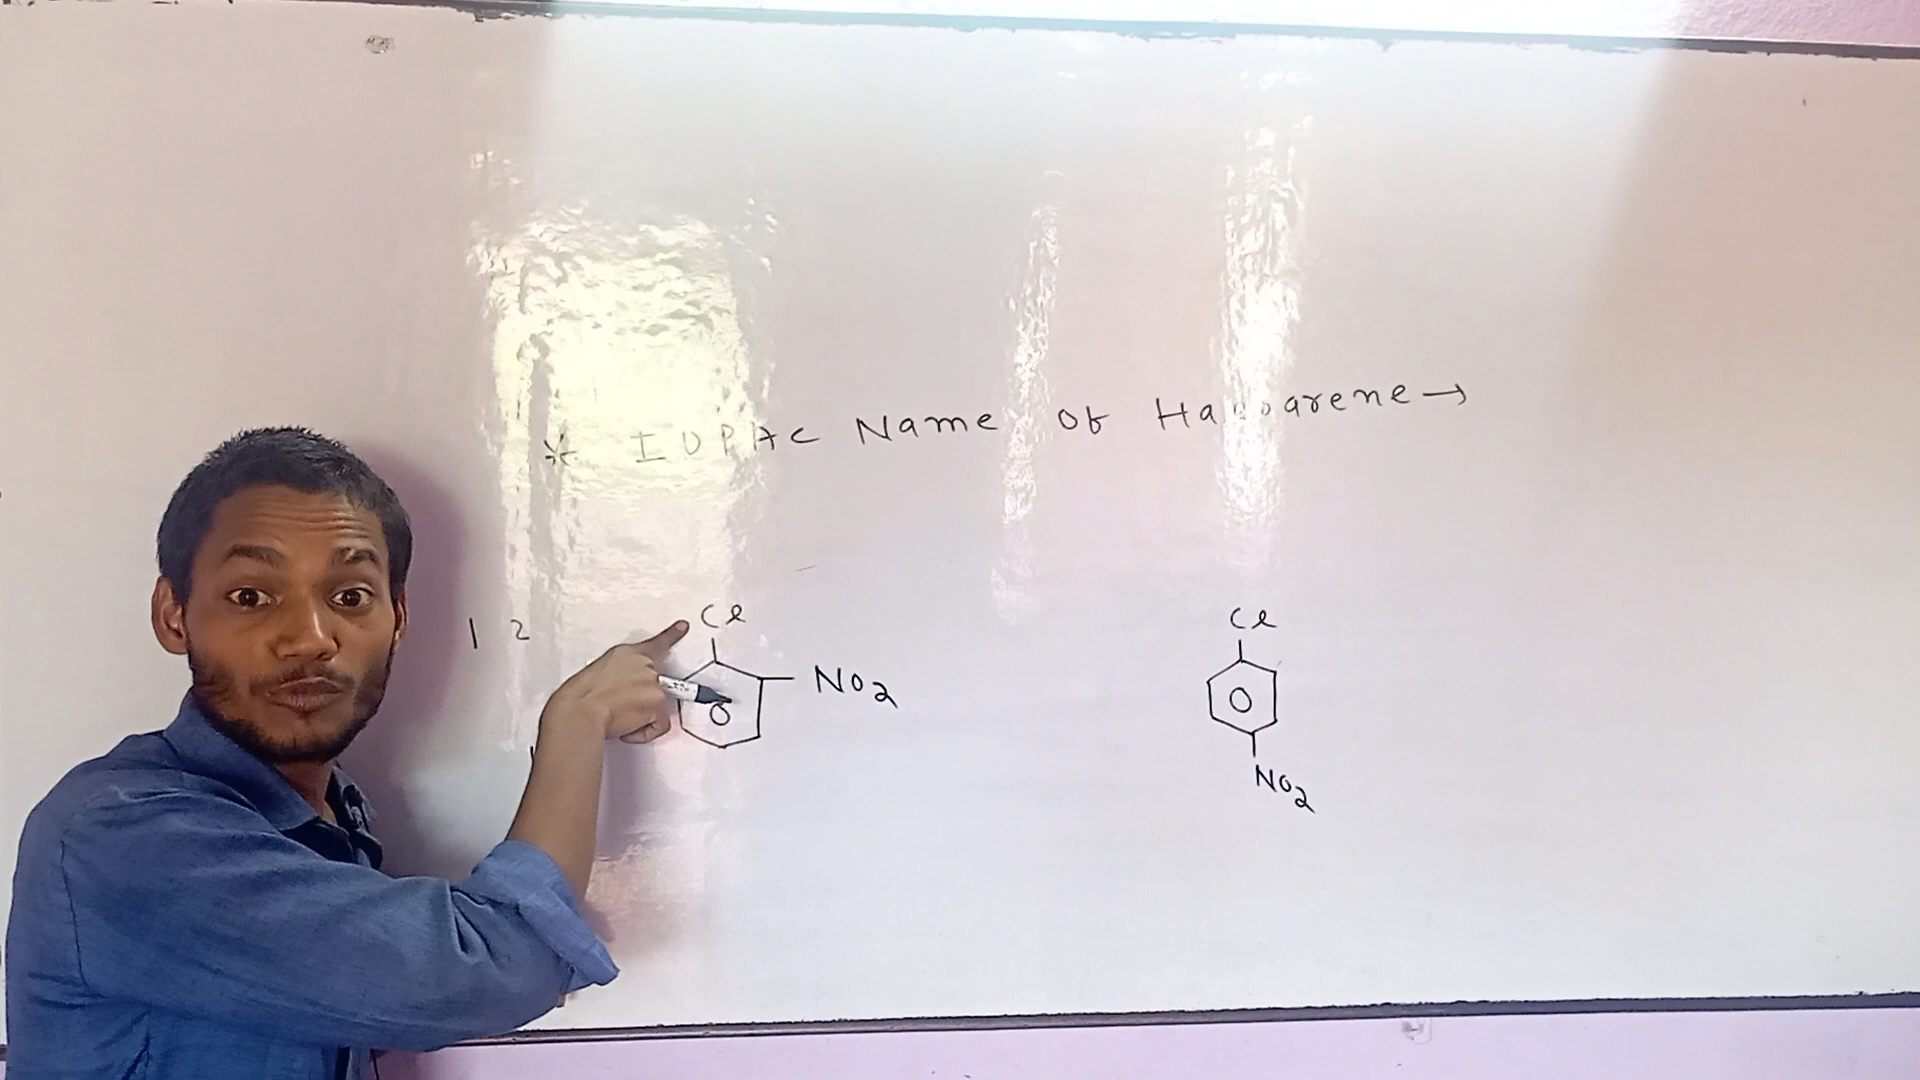 * IUPAC Name of Haloarene →
1 2
Cl
NO2
Cl
NO2